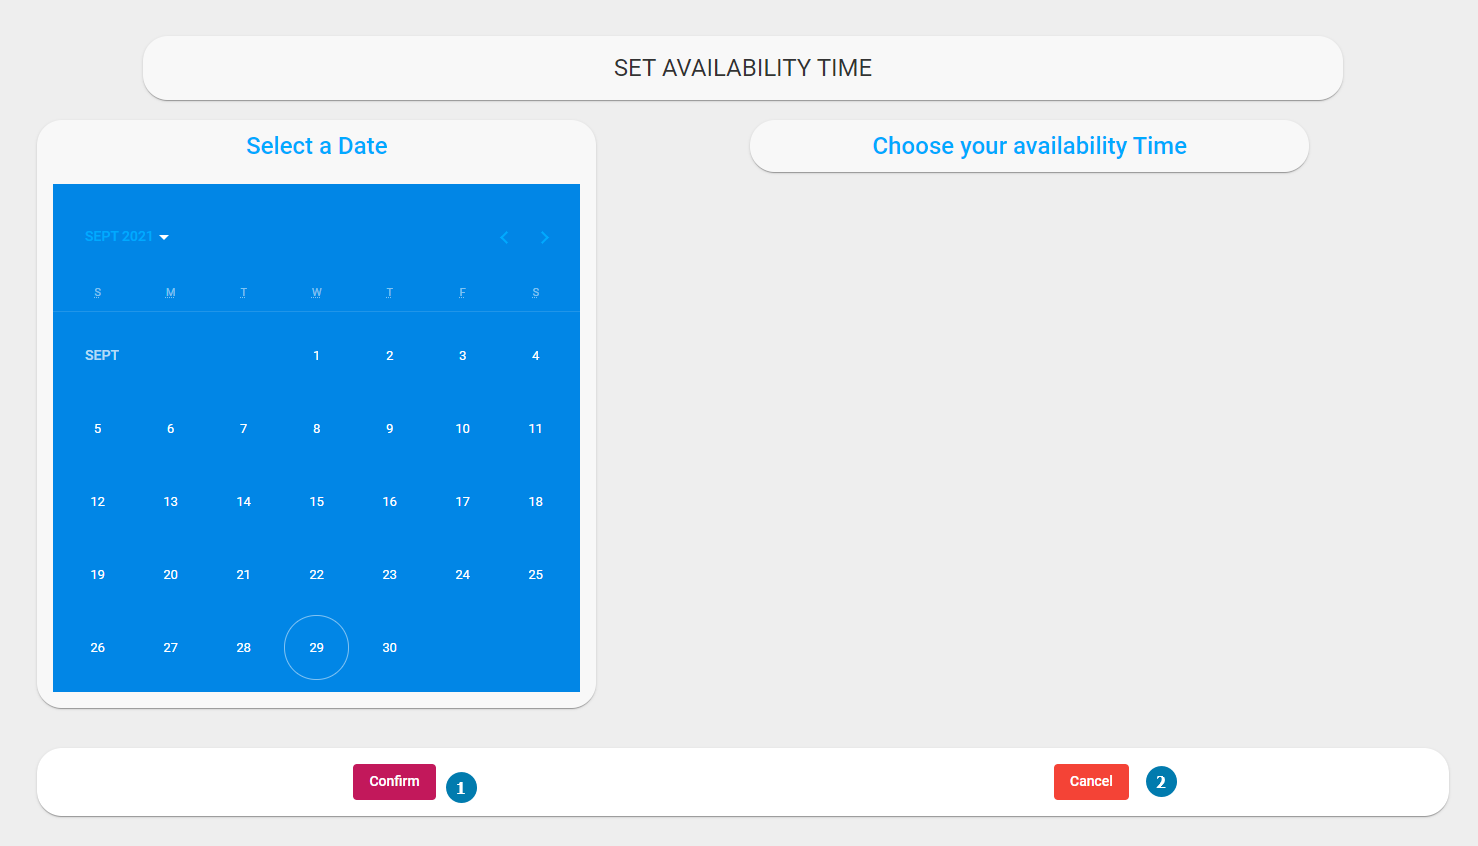 SET AVAILABILITY TIME
Select a Date
Choose your availability Time
SEPT 2021
S M T W T F S
SEPT 1 2 3 4
5 6 7 8 9 10 11
12 13 14 15 16 17 18
19 20 21 22 23 24 25
26 27 28 29 30
Confirm 1 Cancel 2